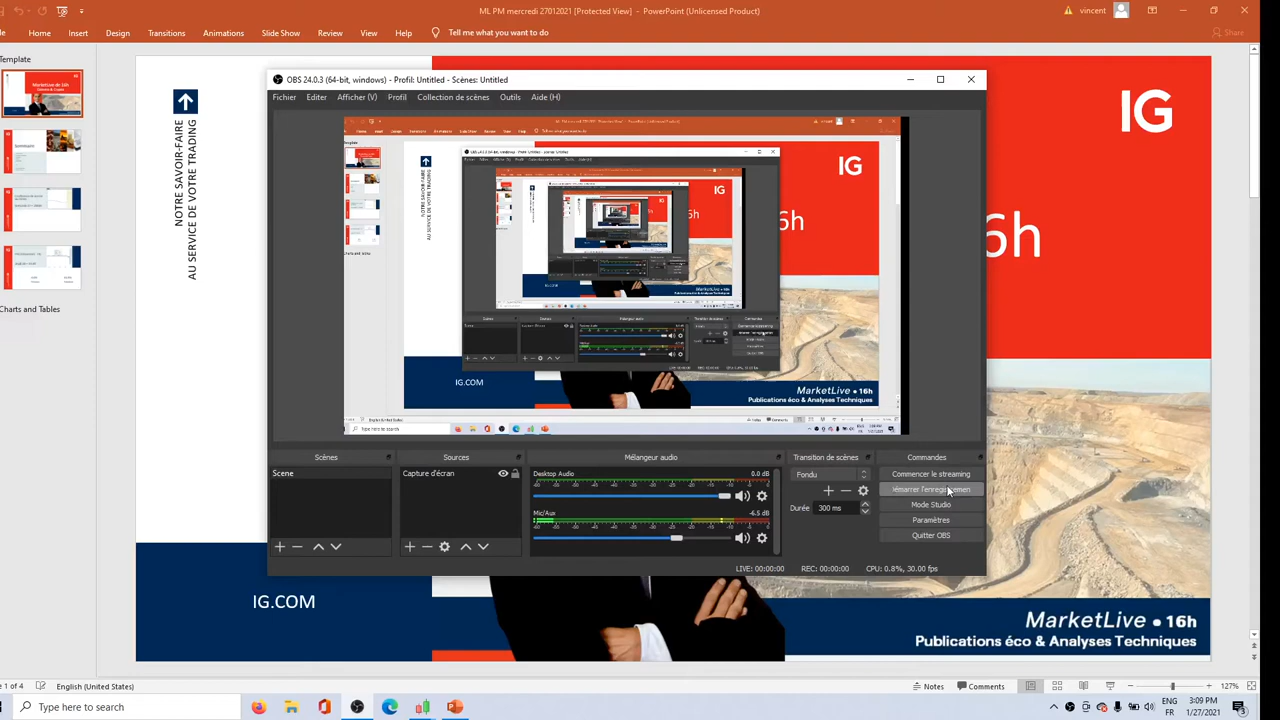 ML PM mercredi 27012021 [Protected View] - PowerPoint (Unlicensed Product)
vincent
Home
Insert
Design
Transitions
Animations
Slide Show
Review
View
Help
Tell me what you want to do
Share
Template
Charts and Tables
NOTRE SAVOIR-FAIRE
AU SERVICE DE VOTRE TRADING
IG
6h
IG.COM
MarketLive • 16h
Publications éco & Analyses Techniques
OBS 24.0.3 (64-bit, windows) - Profil: Untitled - Scènes: Untitled
Fichier
Editer
Afficher (V)
Profil
Collection de scènes
Outils
Aide (H)
IG
6h
IG.COM
MarketLive • 16h
Publications éco & Analyses Techniques
Scènes
Sources
Mélangeur audio
Transition de scènes
Commandes
Scene
Capture d'écran
Desktop Audio
0.0 dB
Mic/Aux
-6.5 dB
Fondu
Durée
300 ms
Commencer le streaming
Démarrer l'enregistremen
Mode Studio
Paramètres
Quitter OBS
LIVE: 00:00:00
REC: 00:00:00
CPU: 0.8%, 30.00 fps
1 of 4
English (United States)
Notes
Comments
127%
Type here to search
ENG
FR
3:09 PM
1/27/2021
3